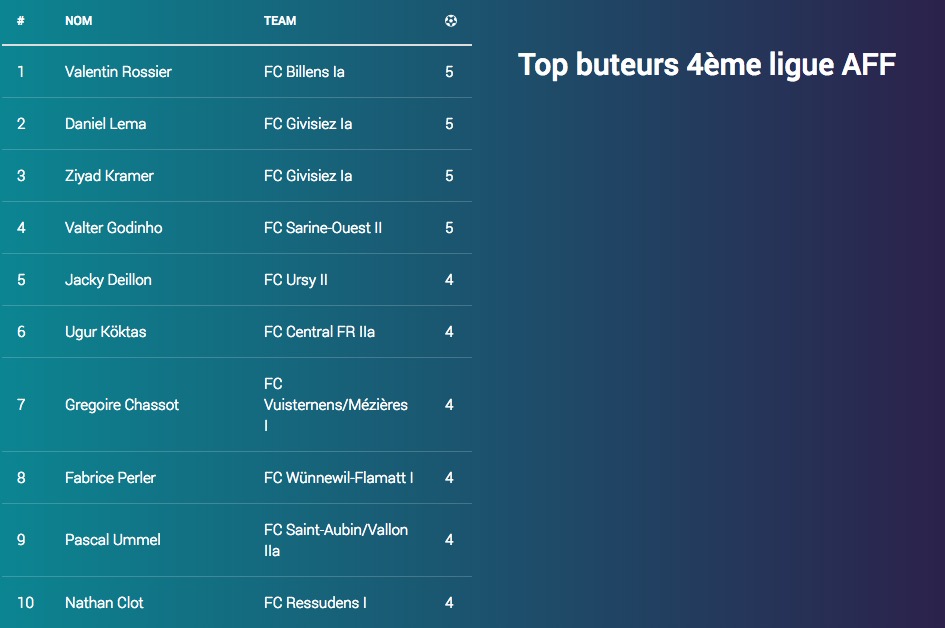 # NOM TEAM
1 Valentin Rossier FC Billens Ia 5
2 Daniel Lema FC Givisiez Ia 5
3 Ziyad Kramer FC Givisiez Ia 5
4 Valter Godinho FC Sarine-Ouest II 5
5 Jacky Deillon FC Ursy II 4
6 Ugur Köktas FC Central FR IIa 4
FC
7 Gregoire Chassot Vuisternens/Mézières 4
I
8 Fabrice Perler FC Wünnewil-Flamatt I 4
9 Pascal Ummel FC Saint-Aubin/Vallon 4
IIa
10 Nathan Clot FC Ressudens I 4
Top buteurs 4ème ligue AFF